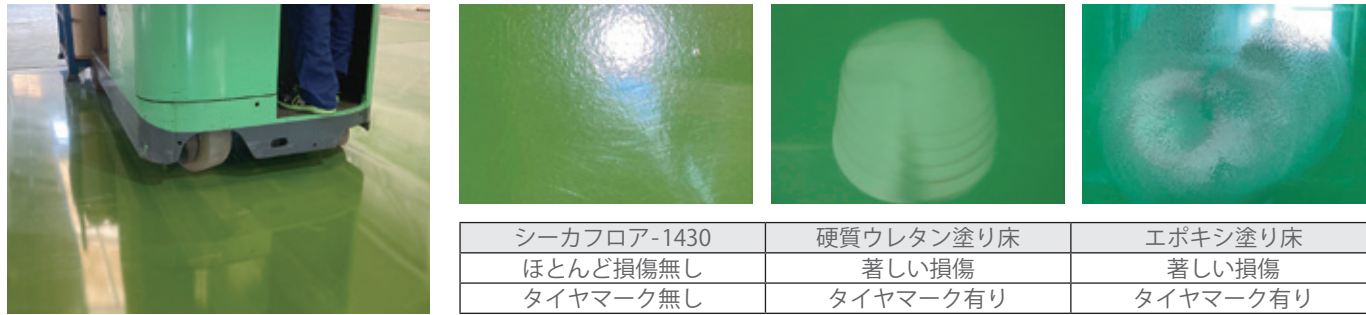 シーカフロア-1430 硬質ウレタン塗り床 エポキシ塗り床
ほとんど損傷無し 著しい損傷 著しい損傷
タイヤマーク無し タイヤマーク有り タイヤマーク有り